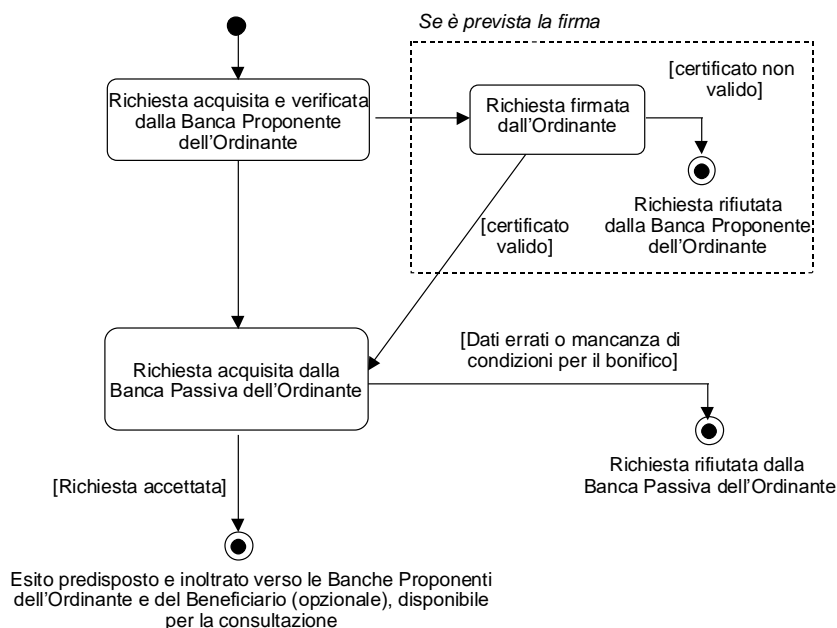 Se è prevista la firma
Richiesta acquisita e verificata
dalla Banca Proponente
dell'Ordinante
Richiesta firmata
dall'Ordinante
[certificato non
valido]
Richiesta rifiutata
dalla Banca Proponente
dell'Ordinante
[certificato
valido]
Richiesta acquisita dalla
Banca Passiva dell'Ordinante
[Dati errati o mancanza di
condizioni per il bonifico]
Richiesta rifiutata dalla
Banca Passiva dell'Ordinante
[Richiesta accettata]
Esito predisposto e inoltrato verso le Banche Proponenti
dell'Ordinante e del Beneficiario (opzionale), disponibile
per la consultazione